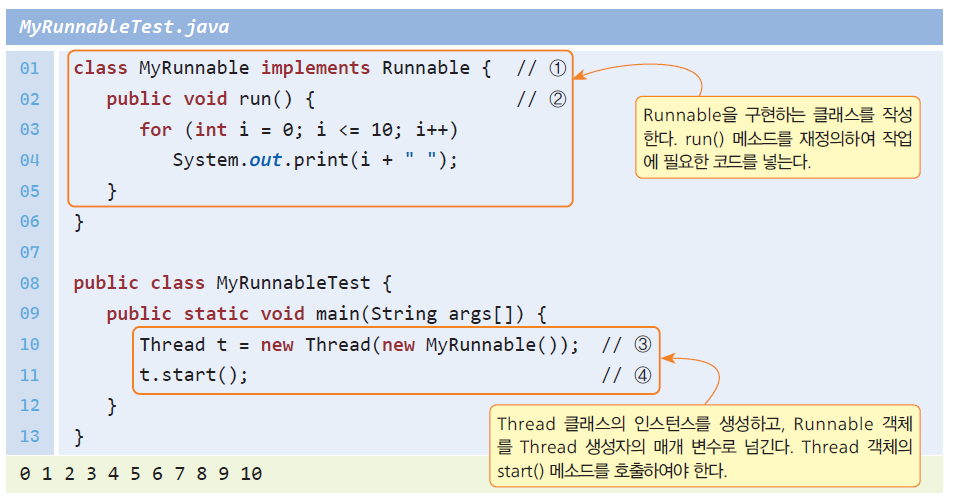 MyRunnableTest.java
01 class MyRunnable implements Runnable { // ①
02 public void run() { // ②
03 for (int i = 0; i <= 10; i++)
04 System.out.print(i + " ");
05 }
06 }
07
08 public class MyRunnableTest {
09 public static void main(String args[]) {
10 Thread t = new Thread(new MyRunnable()); // ③
11 t.start(); // ④
12 }
13 }
Runnable을 구현하는 클래스를 작성
한다. run() 메소드를 재정의하여 작업
에 필요한 코드를 넣는다.
Thread 클래스의 인스턴스를 생성하고, Runnable 객체
를 Thread 생성자의 매개 변수로 넘긴다. Thread 객체의
start() 메소드를 호출하여야 한다.
0 1 2 3 4 5 6 7 8 9 10